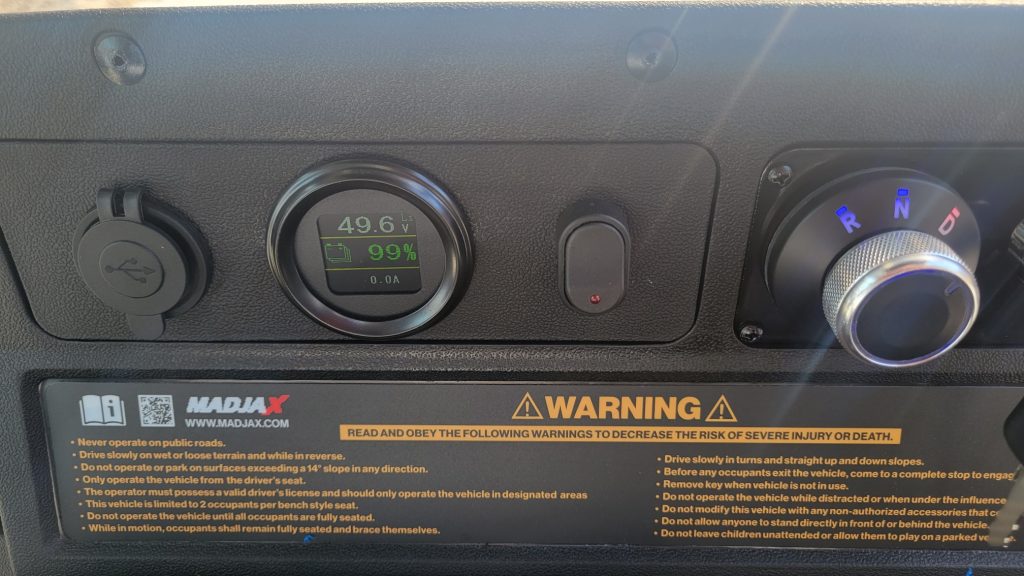 49.6 V
99%
0.0A
R N D
MADJAX
WWW.MADJAX.COM
WARNING
READ AND OBEY THE FOLLOWING WARNINGS TO DECREASE THE RISK OF SEVERE INJURY OR DEATH.
• Never operate on public roads.
• Drive slowly on wet or loose terrain and while in reverse.
• Do not operate or park on surfaces exceeding a 14° slope in any direction.
• Only operate the vehicle from the driver's seat.
• The operator must possess a valid driver's license and should only operate the vehicle in designated areas
• This vehicle is limited to 2 occupants per bench style seat.
• Do not operate the vehicle until all occupants are fully seated.
• While in motion, occupants shall remain fully seated and brace themselves.
• Drive slowly in turns and straight up and down slopes.
• Before any occupants exit the vehicle, come to a complete stop to engag
• Remove key when vehicle is not in use.
• Do not operate the vehicle while distracted or when under the influence
• Do not modify this vehicle with any non-authorized accessories that
• Do not allow anyone to stand directly in front of or behind the vehicle.
• Do not leave children unattended or allow them to play on a parked